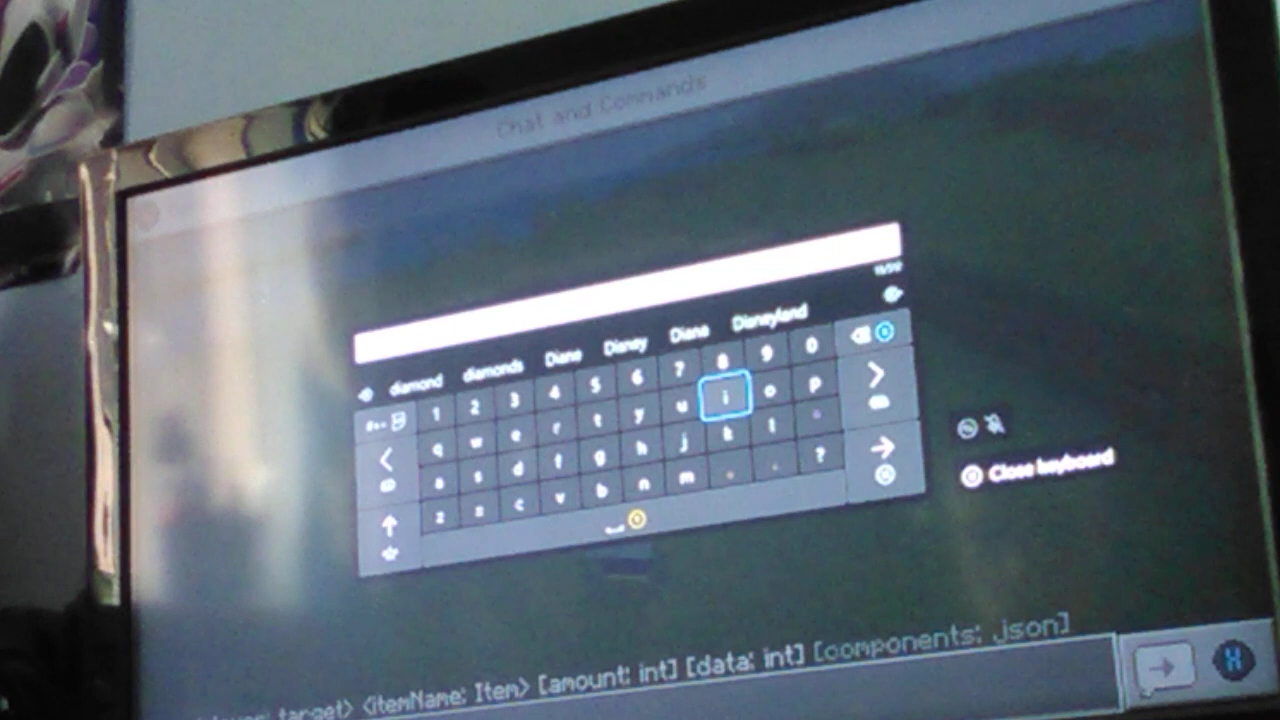 Chat and Commands
diamond diamonds Diane Disney Diana Disneyland
1 2 3 4 5 6 7 8 9 0
q w e r t y u i o p
a s d f g h j k l
z x c v b n m , . ?
Close keyboard
target> <itemName: Item> [amount: int] [data: int] [components: json]
X